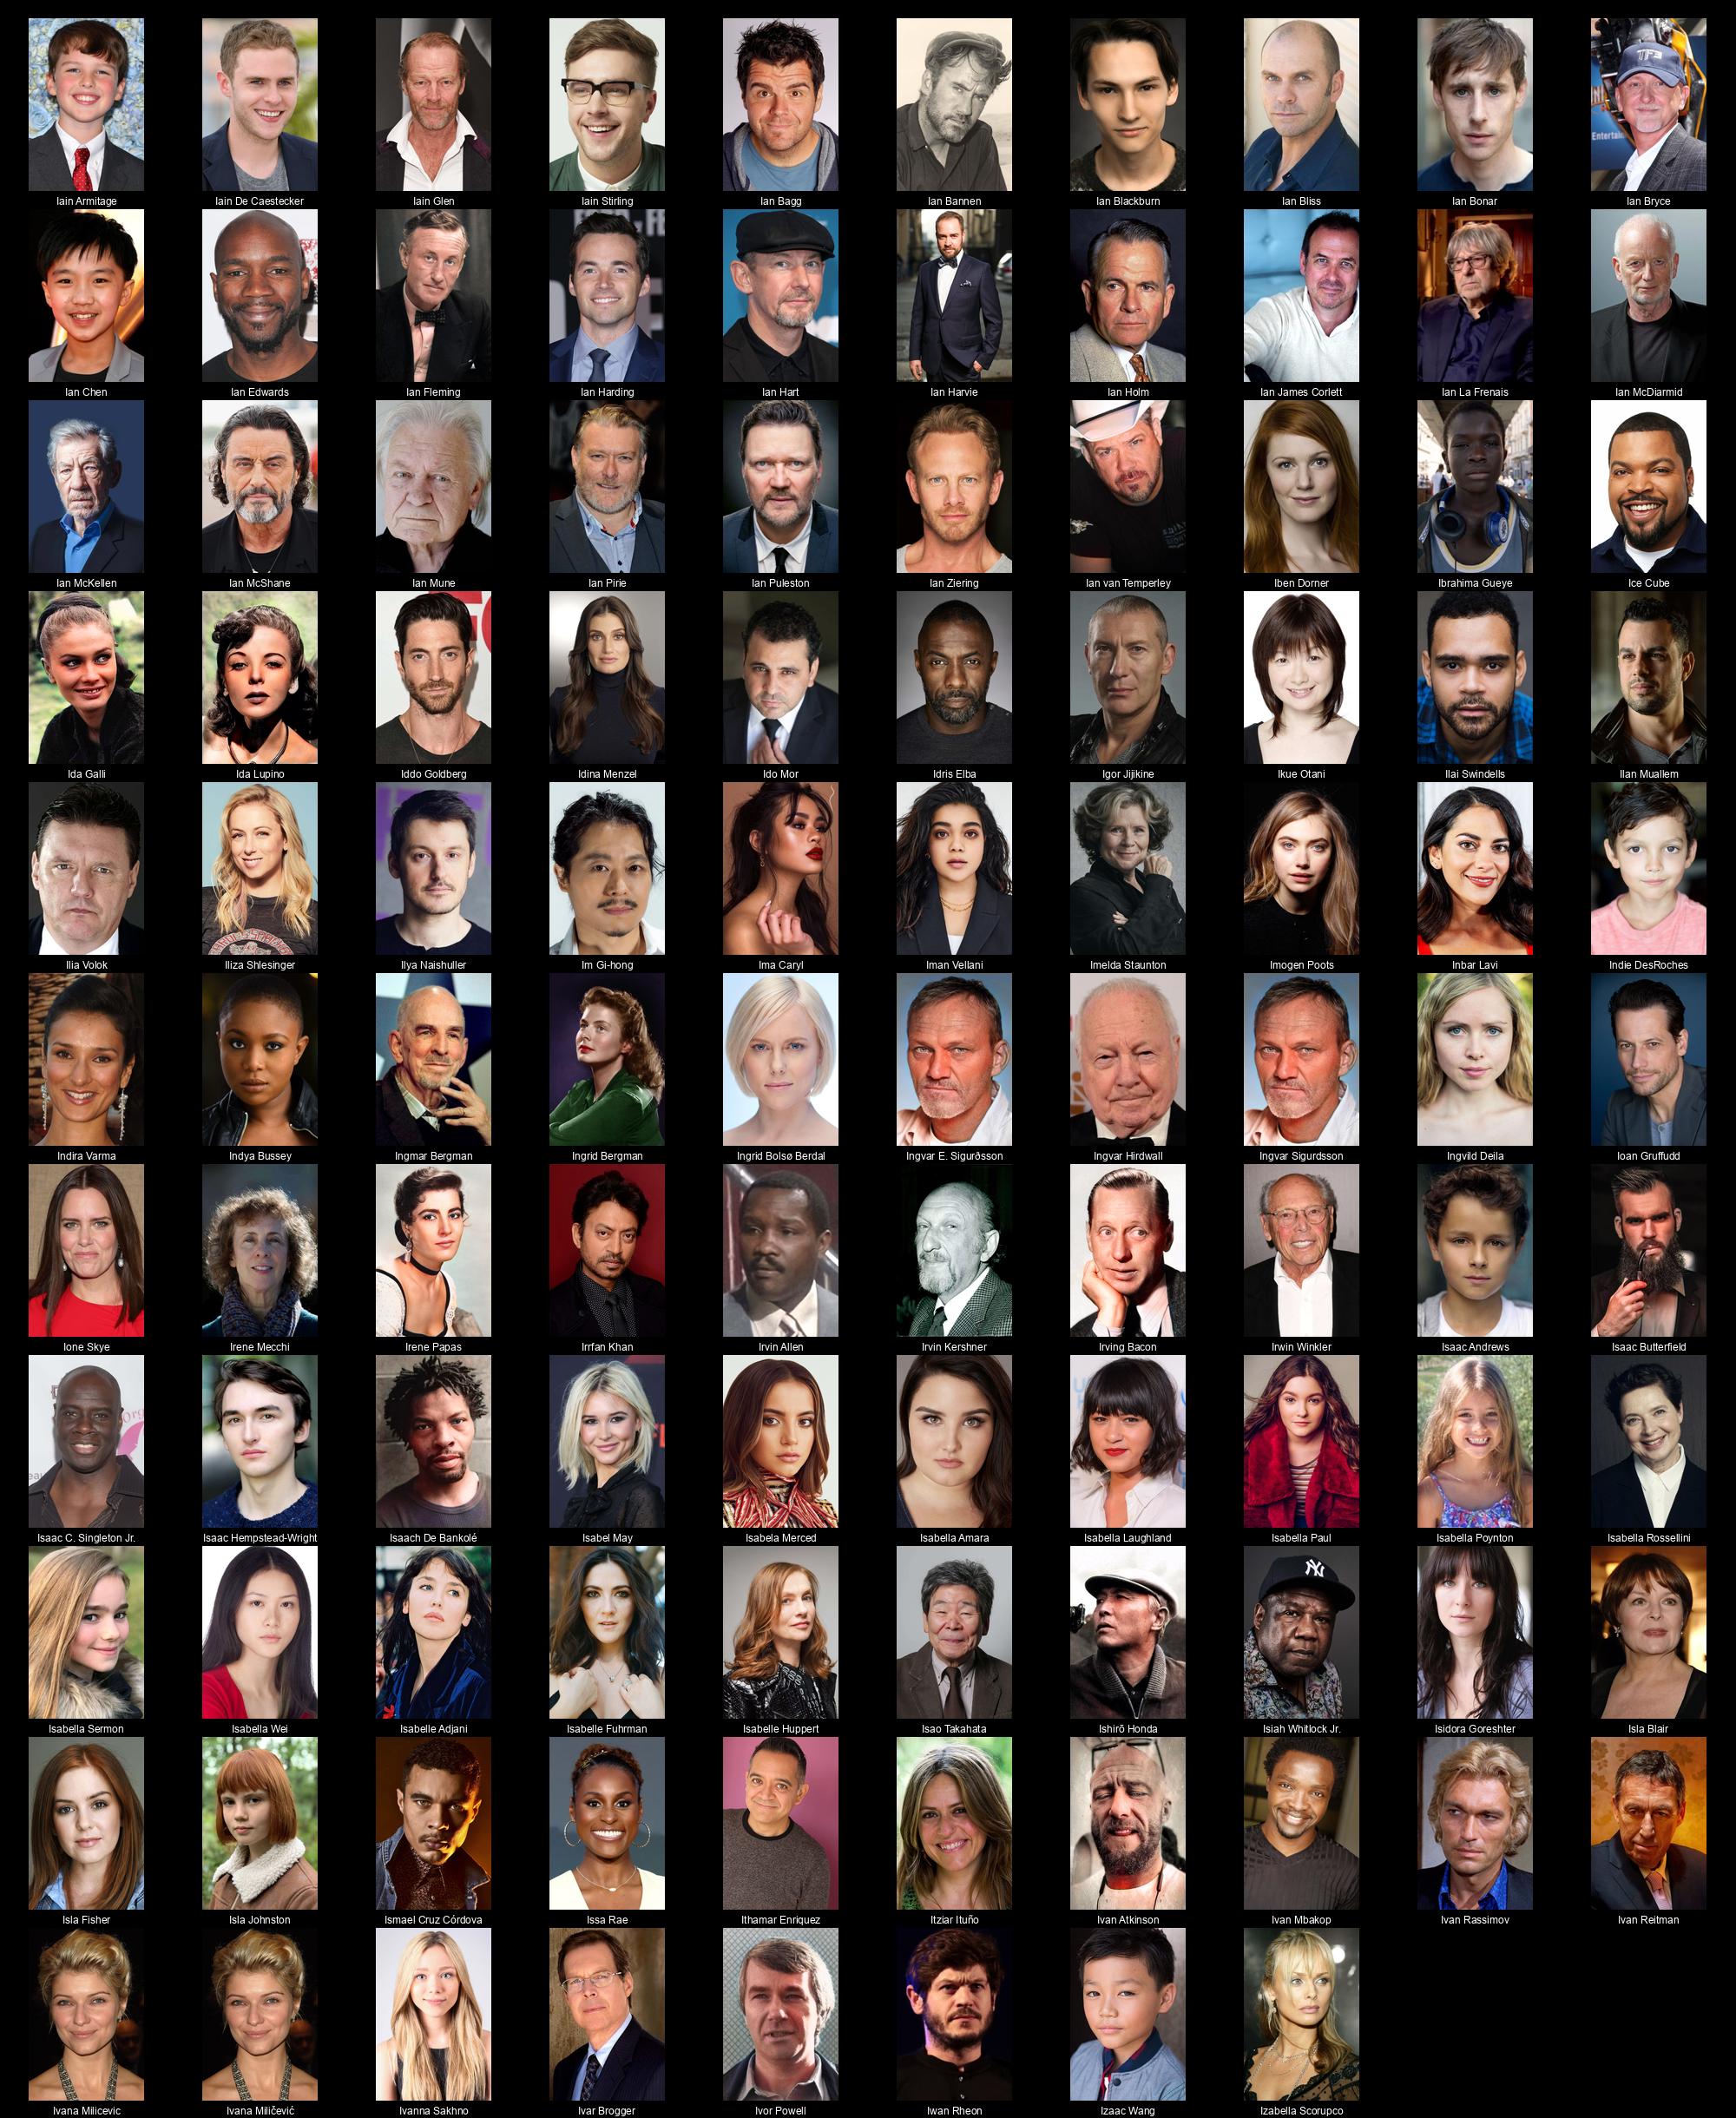 Iain Armitage
Iain De Caestecker
Iain Glen
Iain Stirling
Ian Bagg
Ian Bannen
Ian Blackburn
Ian Bliss
Ian Bonar
Ian Bryce
Ian Chen
Ian Edwards
Ian Fleming
Ian Harding
Ian Hart
Ian Harvie
Ian Holm
Ian James Corlett
Ian La Frenais
Ian McDiarmid
Ian McKellen
Ian McShane
Ian Mune
Ian Pirie
Ian Puleston
Ian Ziering
Ian van Temperley
Iben Dorner
Ibrahima Gueye
Ice Cube
Ida Galli
Ida Lupino
Iddo Goldberg
Idina Menzel
Ido Mor
Idris Elba
Igor Jijikine
Ikue Otani
Ilai Swindells
Ilan Muallem
Ilia Volok
Iliza Shlesinger
Ilya Naishuller
Im Gi-hong
Ima Caryl
Iman Vellani
Imelda Staunton
Imogen Poots
Inbar Lavi
Indie DesRoches
Indira Varma
Indya Bussey
Ingmar Bergman
Ingrid Bergman
Ingrid Bolsø Berdal
Ingvar E. Sigurðsson
Ingvar Hirdwall
Ingvar Sigurdsson
Ingvild Deila
Ioan Gruffudd
Ione Skye
Irene Mecchi
Irene Papas
Irrfan Khan
Irvin Allen
Irvin Kershner
Irving Bacon
Irwin Winkler
Isaac Andrews
Isaac Butterfield
Isaac C. Singleton Jr.
Isaac Hempstead-Wright
Isaach De Bankolé
Isabel May
Isabela Merced
Isabella Amara
Isabella Laughland
Isabella Paul
Isabella Poynton
Isabella Rossellini
Isabella Sermon
Isabella Wei
Isabelle Adjani
Isabelle Fuhrman
Isabelle Huppert
Isao Takahata
Ishirō Honda
Isiah Whitlock Jr.
Isidora Goreshter
Isla Blair
Isla Fisher
Isla Johnston
Ismael Cruz Córdova
Issa Rae
Ithamar Enriquez
Itziar Ituño
Ivan Atkinson
Ivan Mbakop
Ivan Rassimov
Ivan Reitman
Ivana Milicevic
Ivana Miličević
Ivanna Sakhno
Ivar Brogger
Ivor Powell
Iwan Rheon
Izaac Wang
Izabella Scorupco